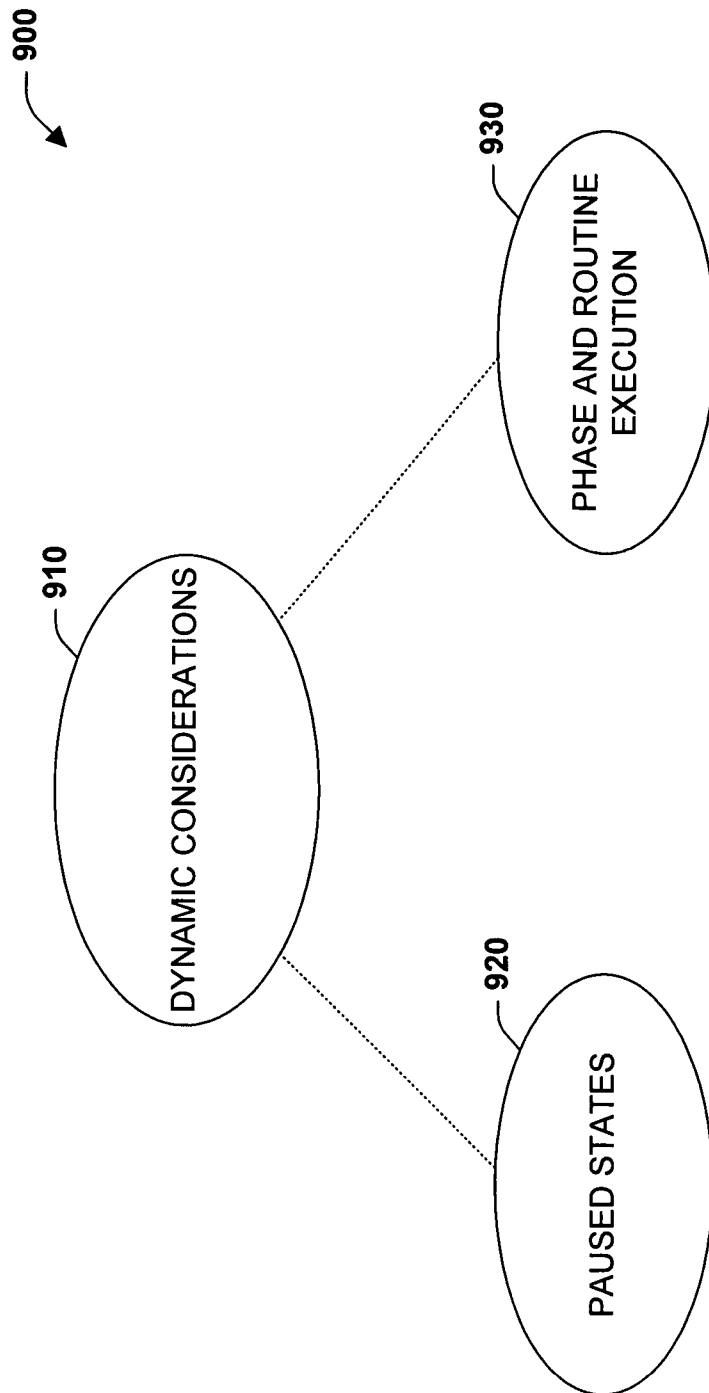 900
910
DYNAMIC CONSIDERATIONS
920
PAUSED STATES
930
PHASE AND ROUTINE
EXECUTION